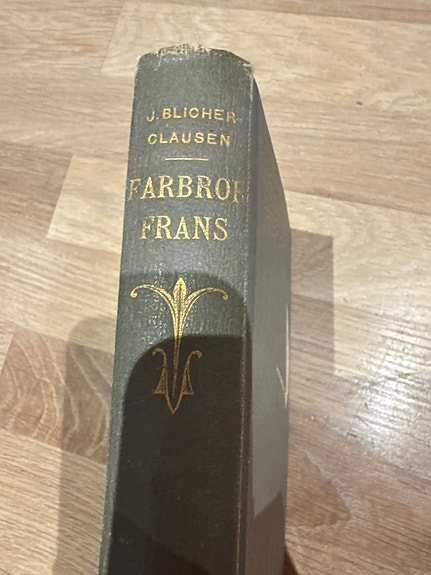 J. BLICHER-
CLAUSEN
FARBROR
FRANS